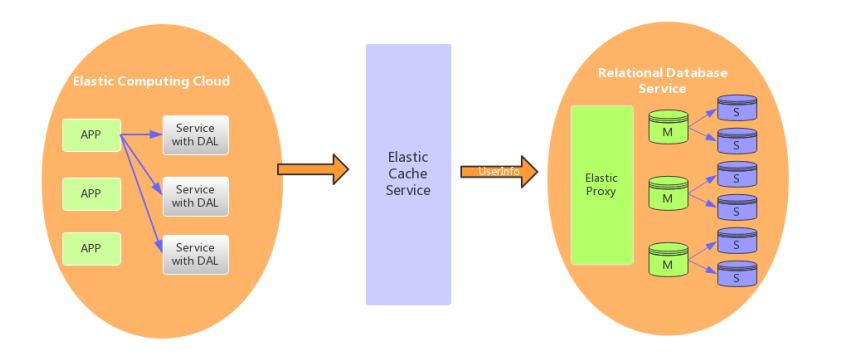 Elastic Computing Cloud
APP
Service
with DAL
APP
Service
with DAL
APP
Service
with DAL
Elastic
Cache
Service
UserInfo
Relational Database
Service
Elastic
Proxy
M
S
S
M
S
S
M
S
S